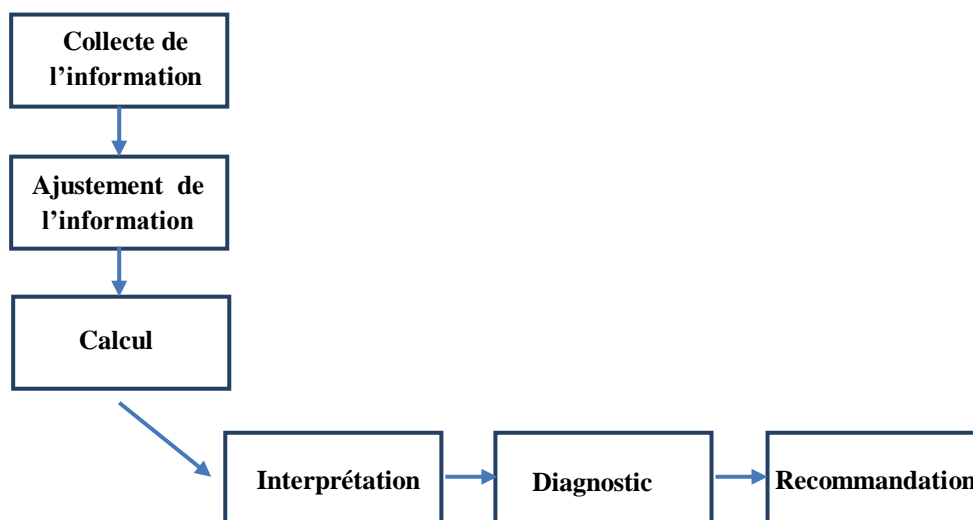 Collecte de
l’information
Ajustement de
l’information
Calcul
Interprétation
Diagnostic
Recommandation